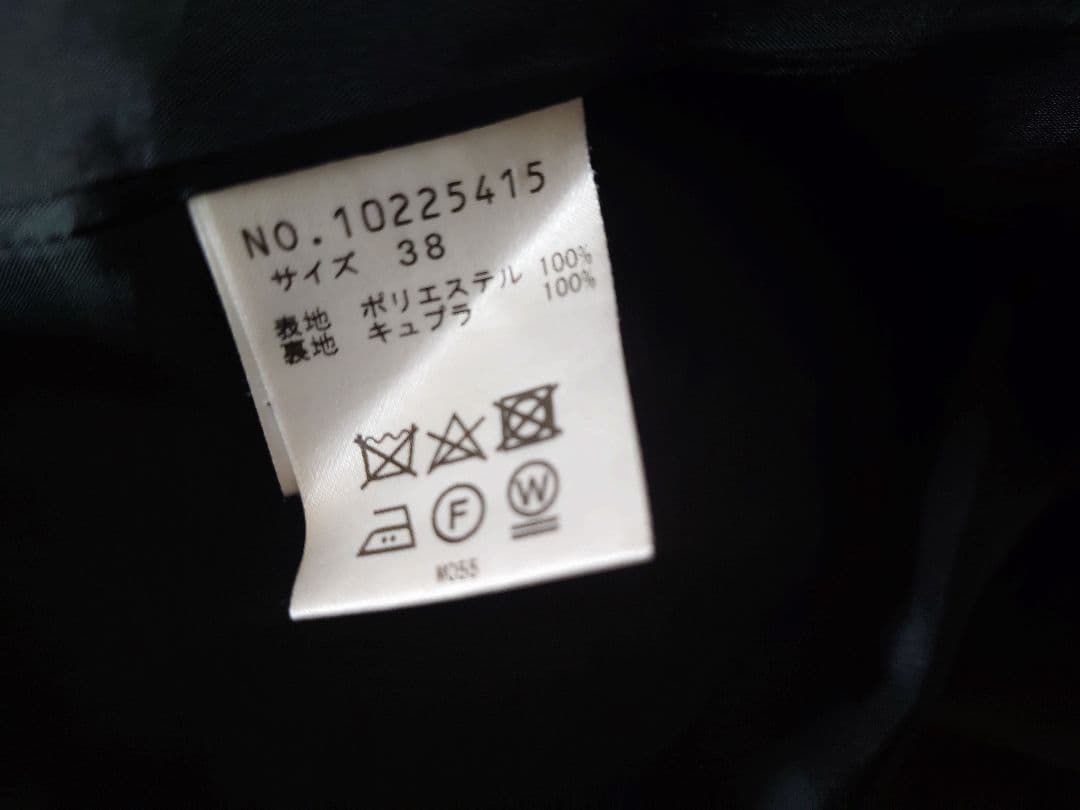 NO.10225415
サイズ 38
表地 ポリエステル 100%
裏地 キュプラ 100%
F W
M055